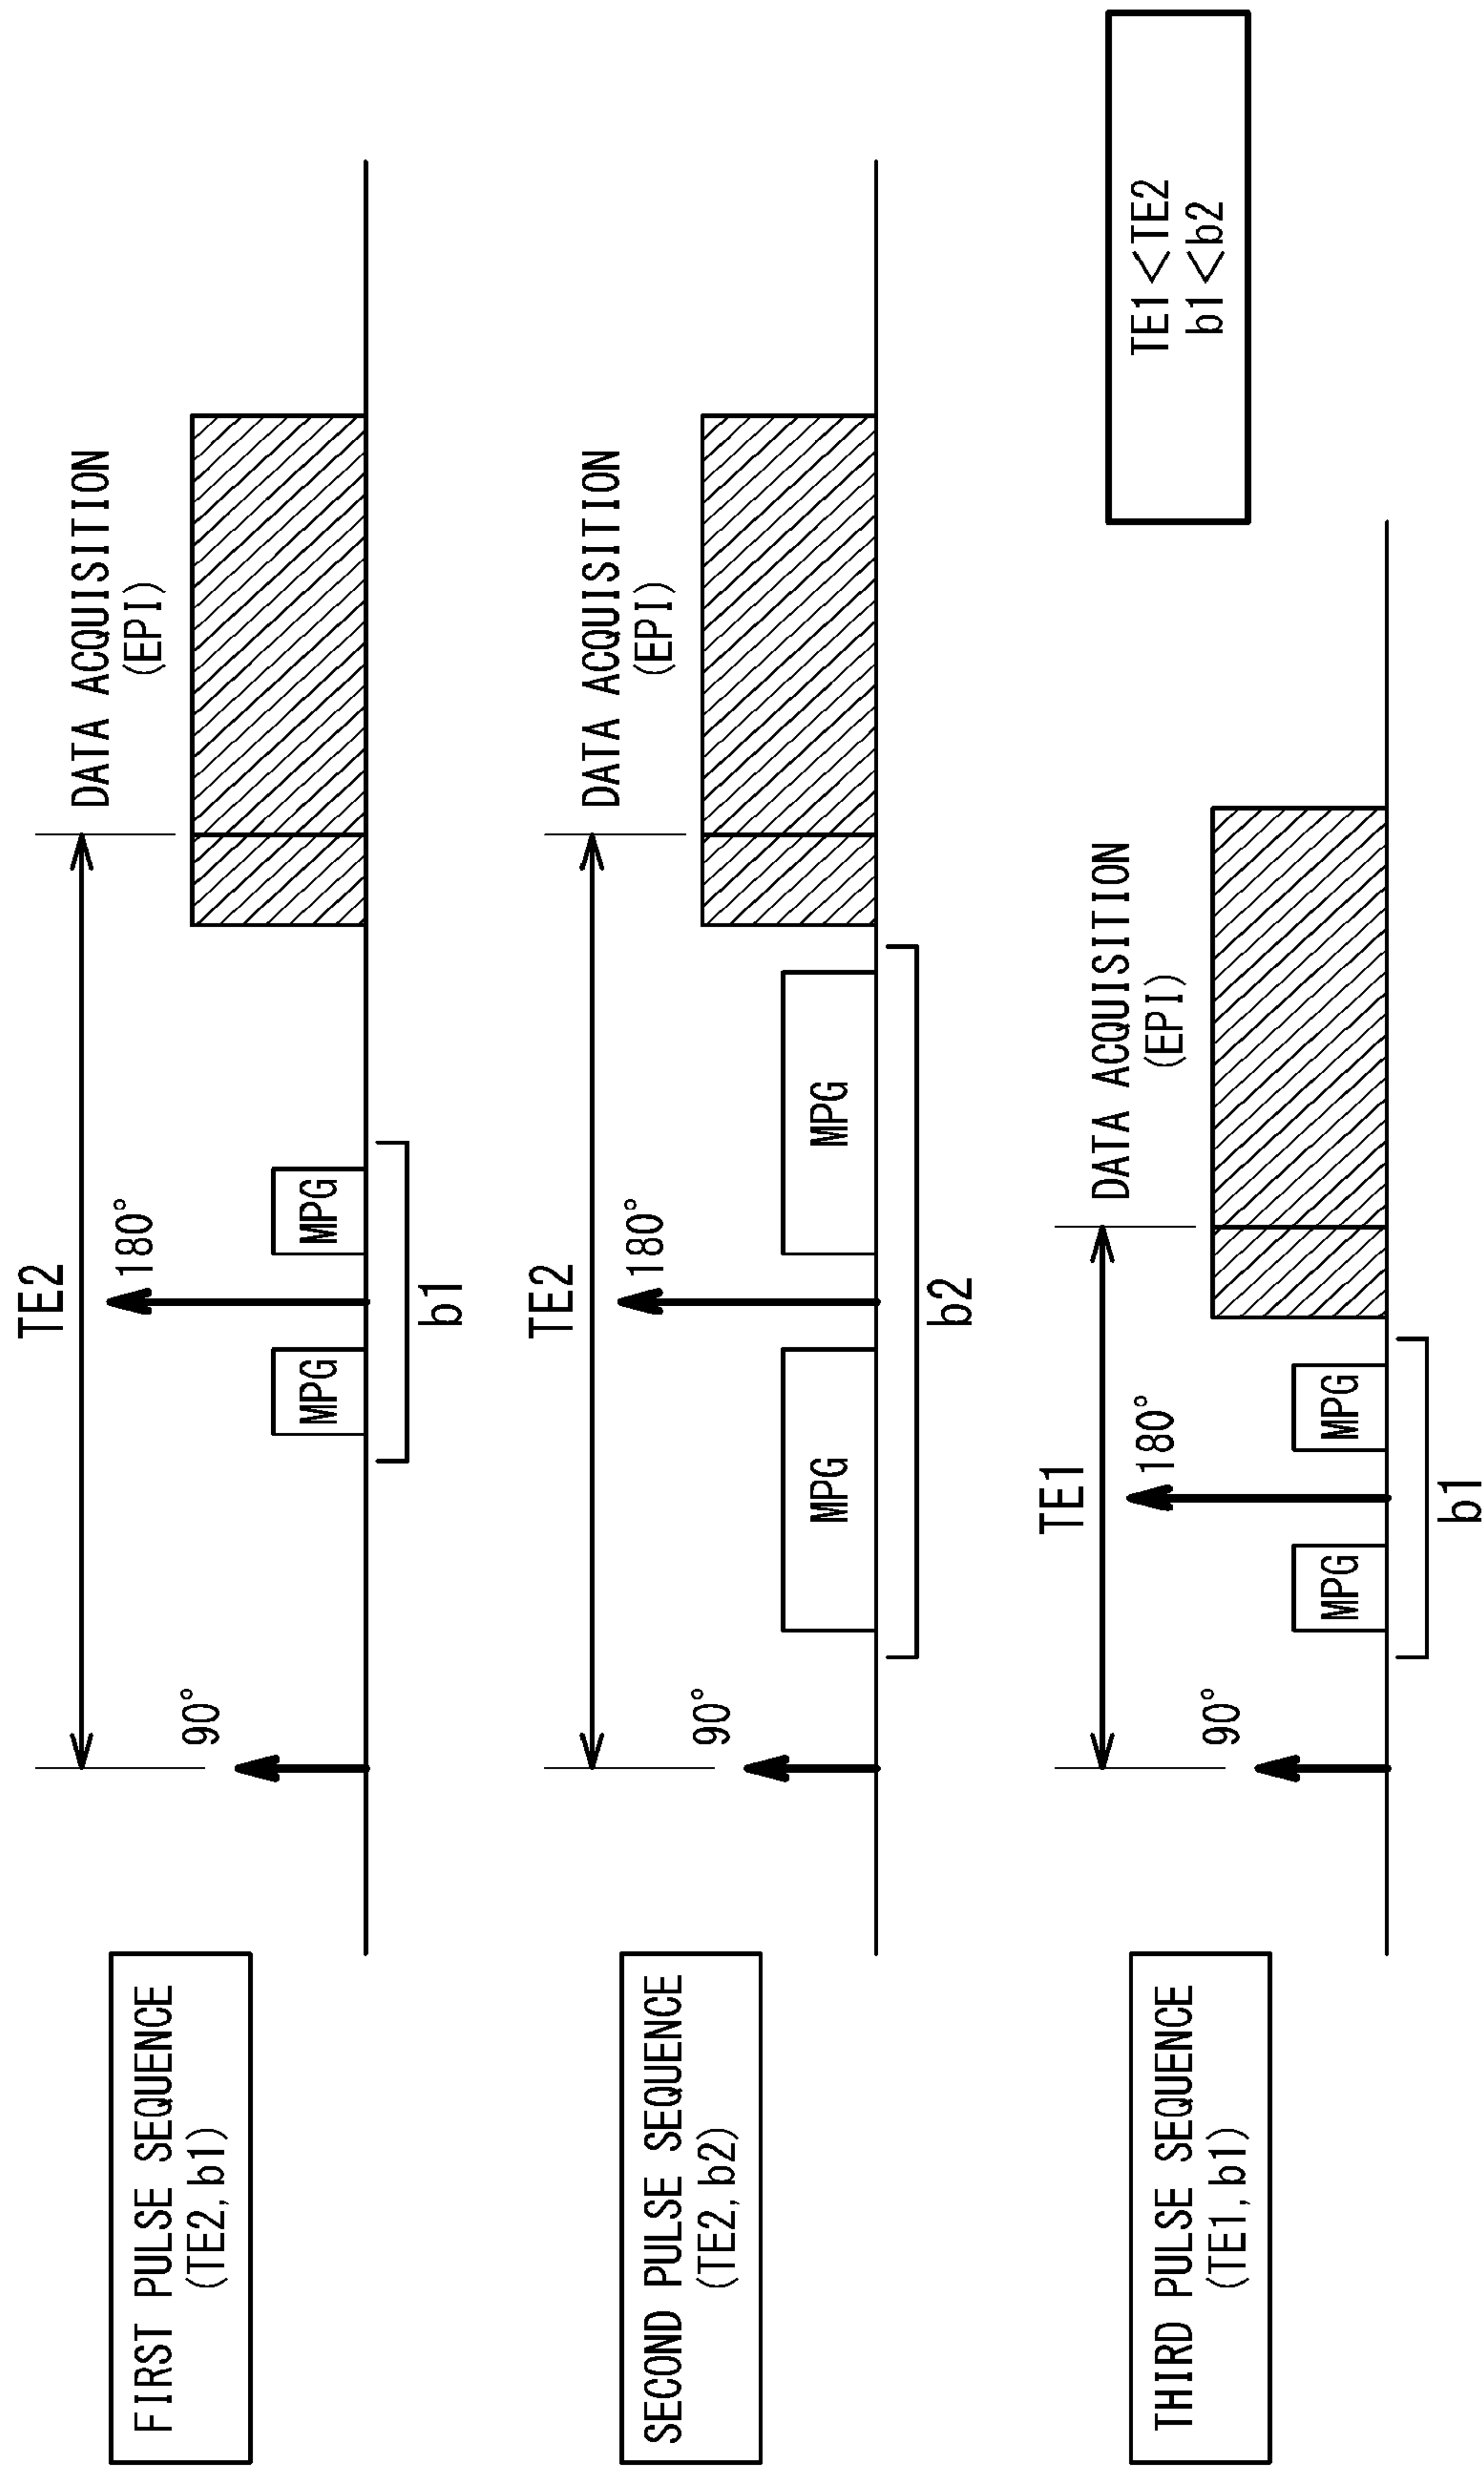 FIRST PULSE SEQUENCE
(TE2, b1)
TE2
90°
180°
MPG
MPG
b1
DATA ACQUISITION
(EPI)
SECOND PULSE SEQUENCE
(TE2, b2)
TE2
90°
180°
MPG
MPG
b2
DATA ACQUISITION
(EPI)
THIRD PULSE SEQUENCE
(TE1, b1)
TE1
90°
180°
MPG
MPG
b1
DATA ACQUISITION
(EPI)
TE1<TE2
b1<b2